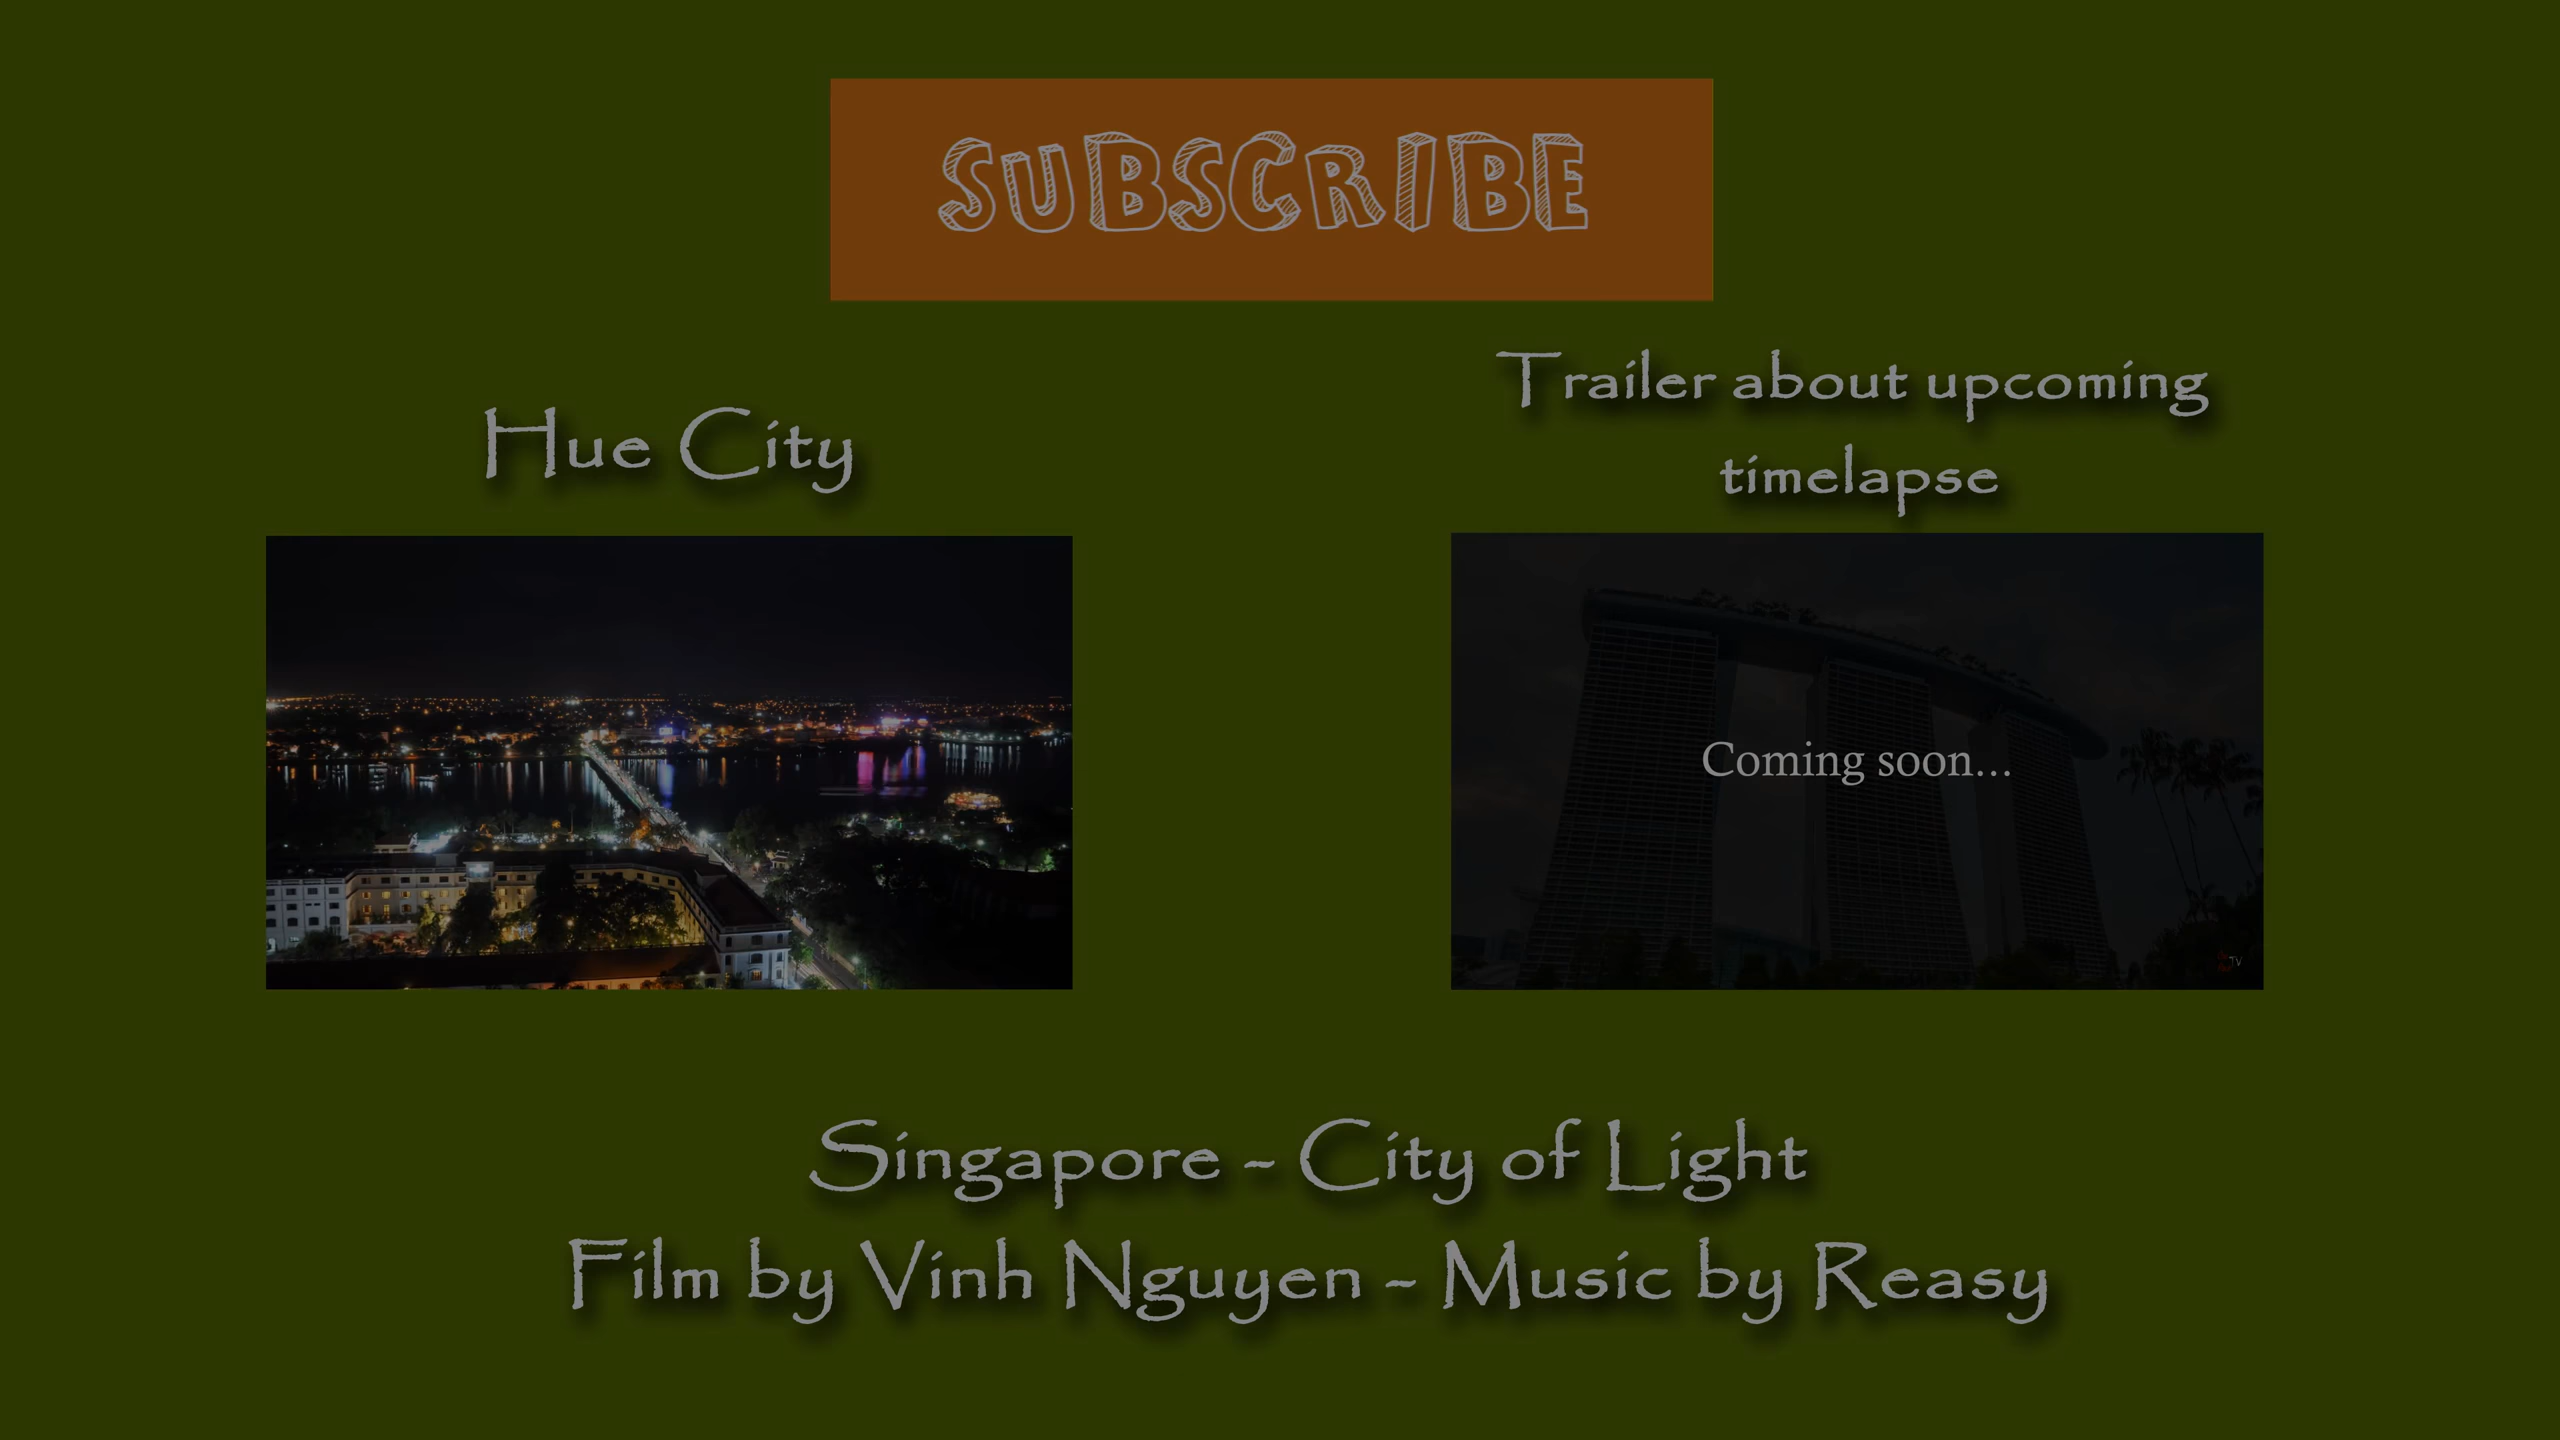 SUBSCRIBE
Hue City
Trailer about upcoming
timelapse
Coming soon...
TV
Singapore - City of Light
Film by Vinh Nguyen - Music by Reasy